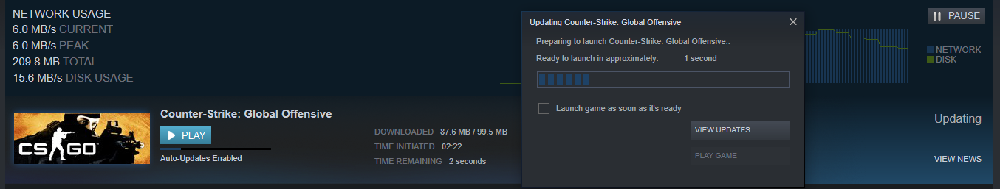 NETWORK USAGE
6.0 MB/s CURRENT
6.0 MB/s PEAK
209.8 MB TOTAL
15.6 MB/s DISK USAGE
Updating Counter-Strike: Global Offensive
Preparing to launch Counter-Strike: Global Offensive..
Ready to launch in approximately: 1 second
Launch game as soon as it's ready
VIEW UPDATES
PLAY GAME
PAUSE
NETWORK
DISK
CS GO
Counter-Strike: Global Offensive
PLAY
Auto-Updates Enabled
DOWNLOADED 87.6 MB / 99.5 MB
TIME INITIATED 02:22
TIME REMAINING 2 seconds
Updating
VIEW NEWS